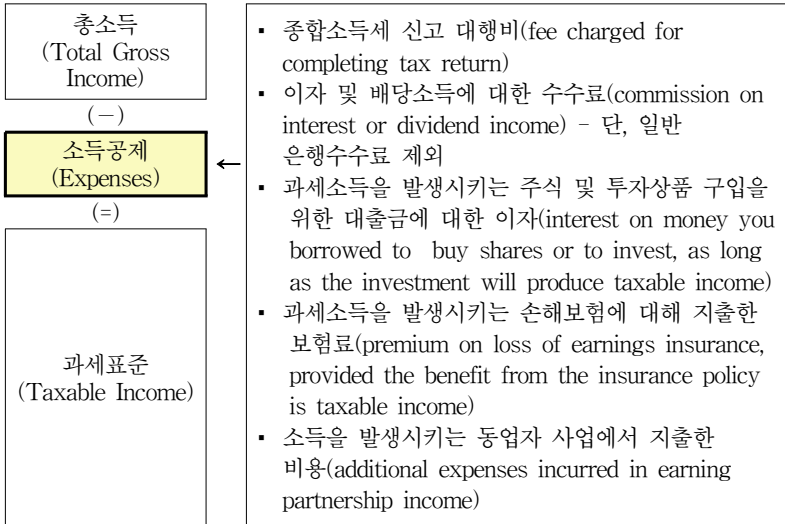 총소득
(Total Gross
Income)
(－)
소득공제
(Expenses)
(=)
과세표준
(Taxable Income)
←
▪ 종합소득세 신고 대행비(fee charged for
completing tax return)
▪ 이자 및 배당소득에 대한 수수료(commission on
interest or dividend income) - 단, 일반
은행수수료 제외
▪ 과세소득을 발생시키는 주식 및 투자상품 구입을
위한 대출금에 대한 이자(interest on money you
borrowed to buy shares or to invest, as long
as the investment will produce taxable income)
▪ 과세소득을 발생시키는 손해보험에 대해 지출한
보험료(premium on loss of earnings insurance,
provided the benefit from the insurance policy
is taxable income)
▪ 소득을 발생시키는 동업자 사업에서 지출한
비용(additional expenses incurred in earning
partnership income)